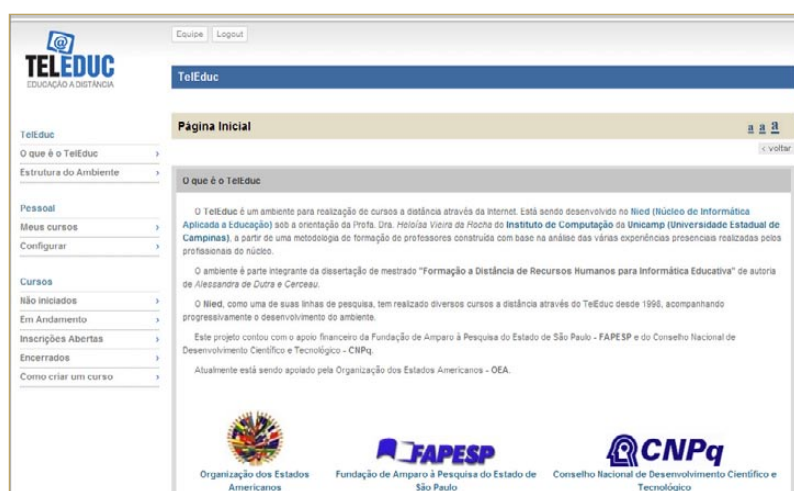 Equipe Logout
TELEDUC
EDUCAÇÃO A DISTÂNCIA
TelEduc
Página Inicial
a a a
< voltar
TelEduc
O que é o TelEduc
Estrutura do Ambiente
Pessoal
Meus cursos
Configurar
Cursos
Não iniciados
Em Andamento
Inscrições Abertas
Encerrados
Como criar um curso
O que é o TelEduc
O TelEduc é um ambiente para realização de cursos a distância através da Internet. Está sendo desenvolvido no Nied (Núcleo de Informática
Aplicada a Educação) sob a orientação da Profa. Dra. Heloísa Vieira da Rocha do Instituto de Computação da Unicamp (Universidade Estadual de
Campinas), a partir de uma metodologia de formação de professores construída com base na análise das várias experiências presenciais realizadas pelos
profissionais do núcleo.
O ambiente é parte integrante da dissertação de mestrado "Formação a Distância de Recursos Humanos para Informática Educativa" de autoria
de Alessandra de Dutra e Cerceau.
O Nied, como uma de suas linhas de pesquisa, tem realizado diversos cursos a distância através do TelEduc desde 1998, acompanhando
progressivamente o desenvolvimento do ambiente.
Este projeto contou com o apoio financeiro da Fundação de Amparo à Pesquisa do Estado de São Paulo - FAPESP e do Conselho Nacional de
Desenvolvimento Científico e Tecnológico - CNPq.
Atualmente está sendo apoiado pela Organização dos Estados Americanos - OEA.
FAPESP
CNPq
Organização dos Estados
Americanos
Fundação de Amparo à Pesquisa do Estado de
São Paulo
Conselho Nacional de Desenvolvimento Científico e
Tecnológico